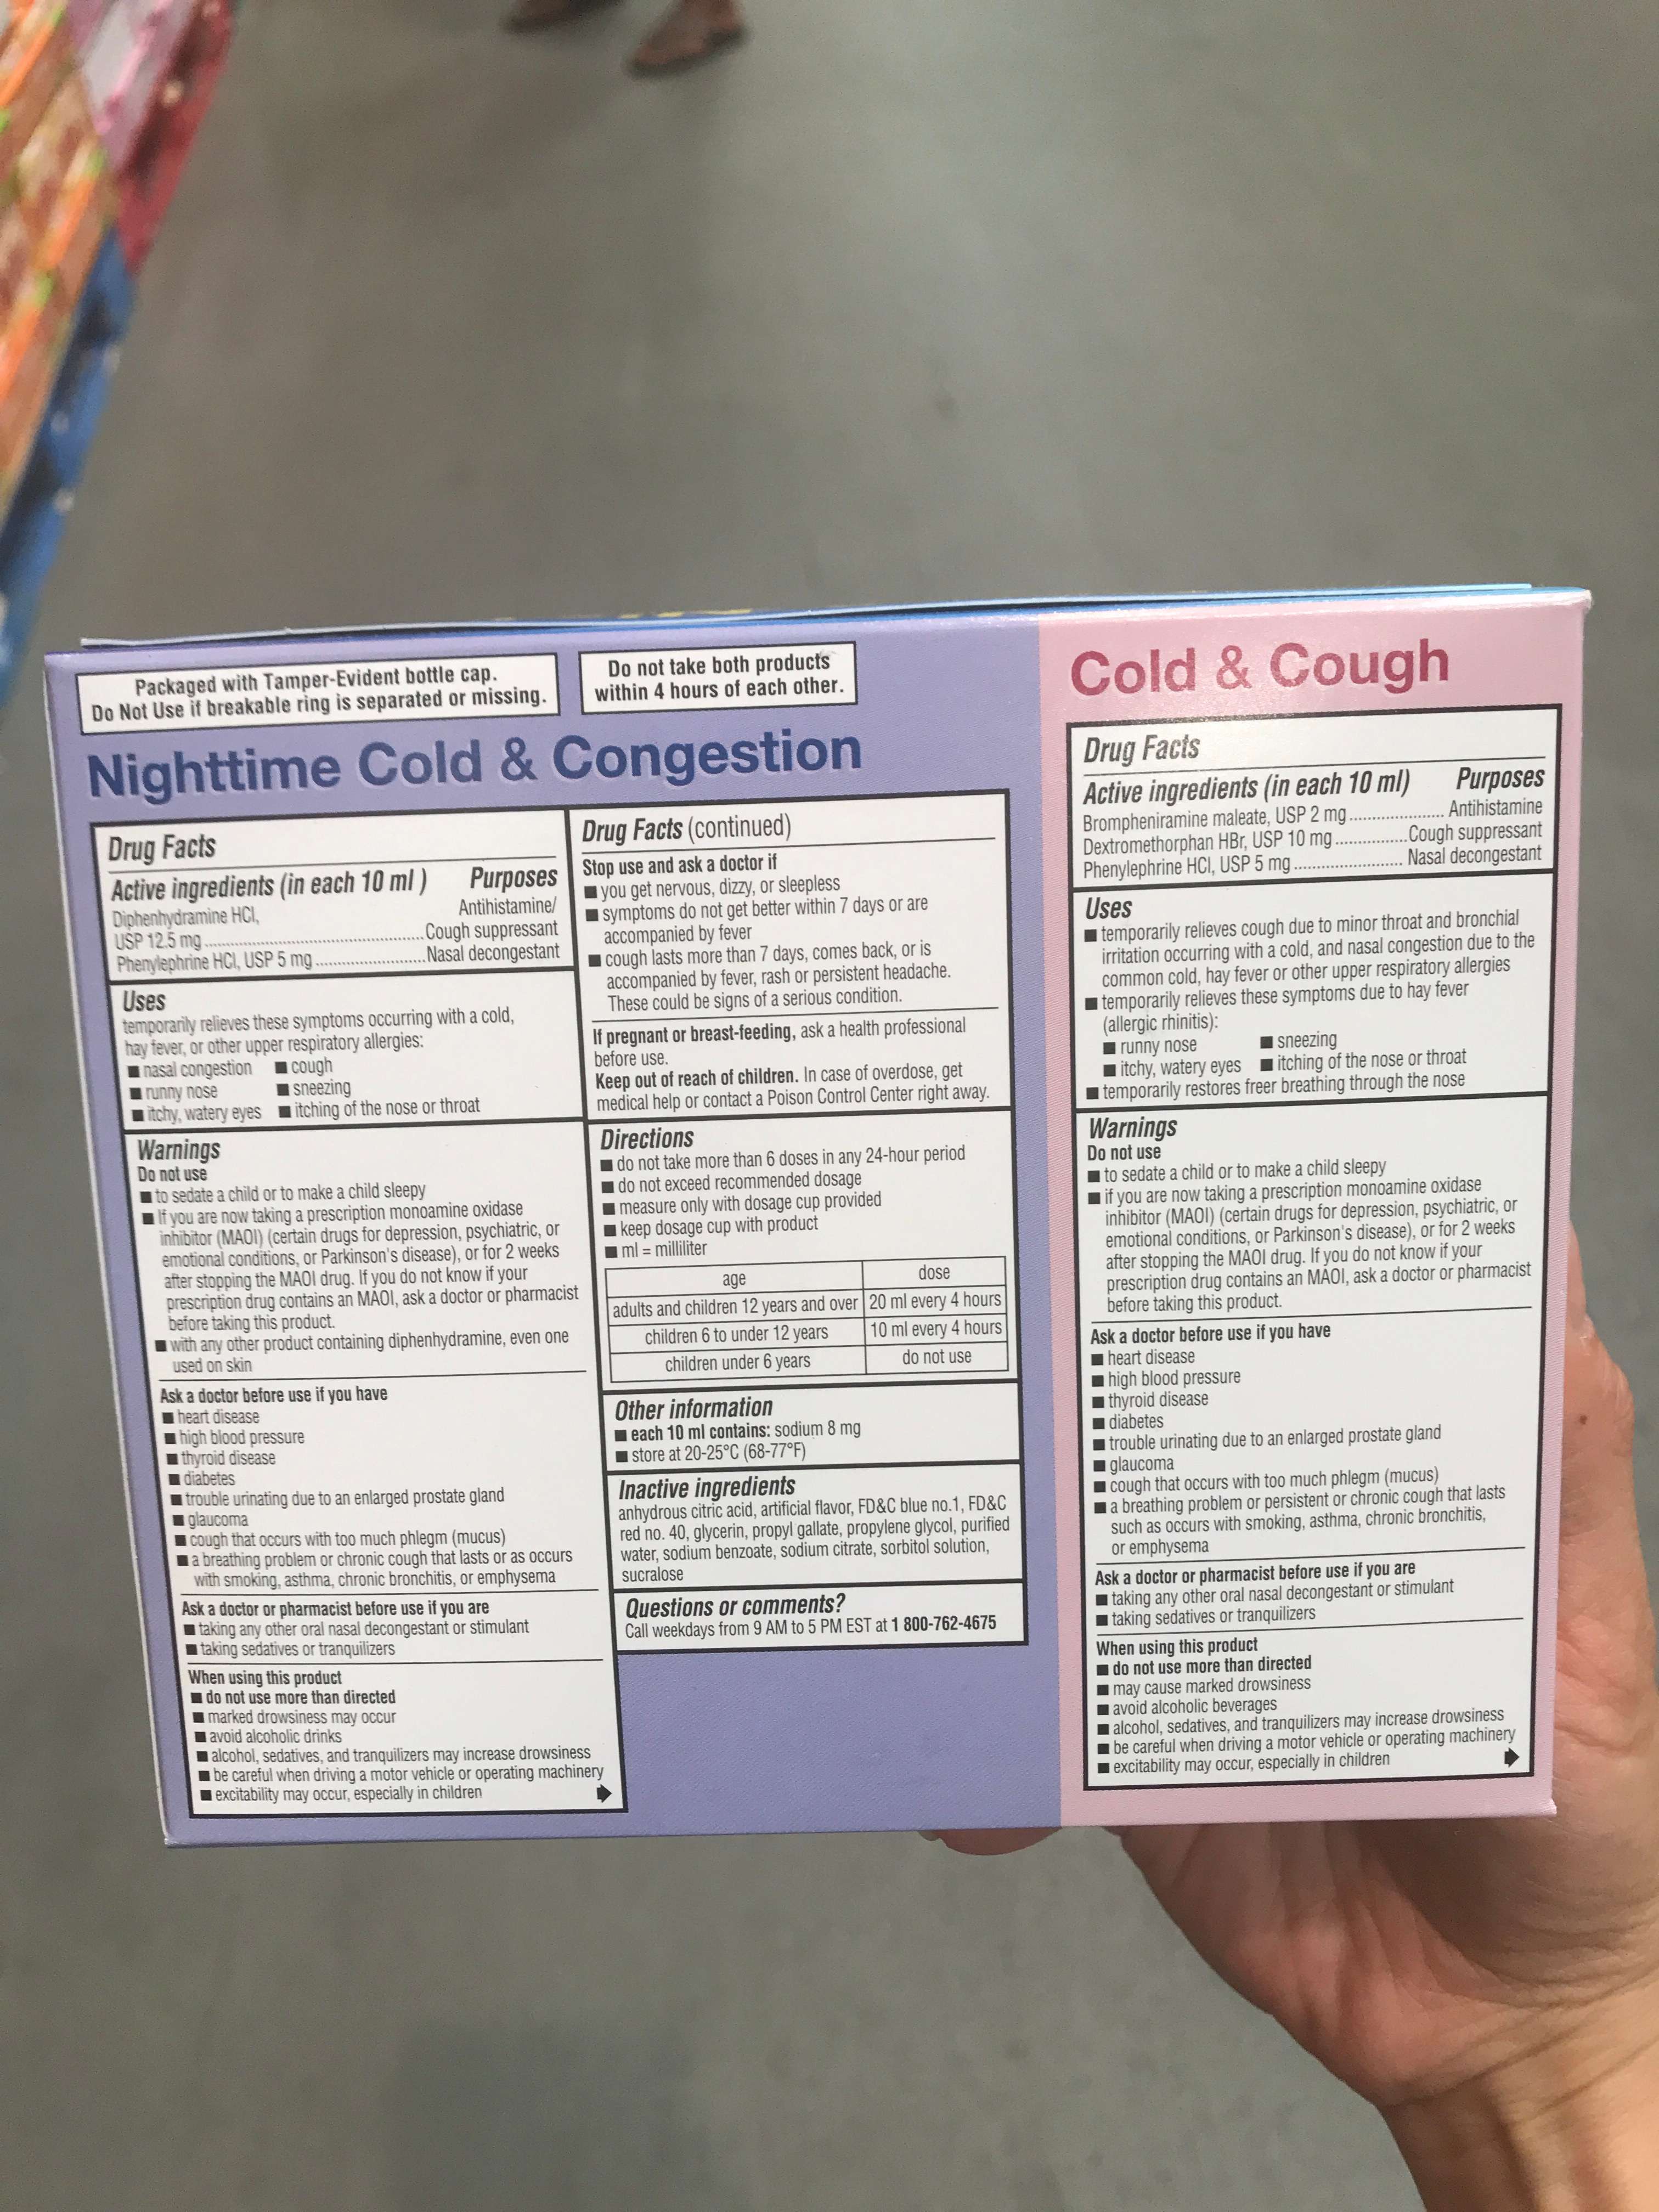 Packaged with Tamper-Evident bottle cap.
Do Not Use if breakable ring is separated or missing.
Do not take both products
within 4 hours of each other.
Nighttime Cold & Congestion
Drug Facts
Active ingredients (in each 10 ml ) Purposes
Diphenhydramine HCl, Antihistamine/
USP 12.5 mg ........................................ Cough suppressant
Phenylephrine HCl, USP 5 mg .................... Nasal decongestant
Uses
temporarily relieves these symptoms occurring with a cold,
hay fever, or other upper respiratory allergies:
■ nasal congestion ■ cough
■ runny nose ■ sneezing
■ itchy, watery eyes ■ itching of the nose or throat
Warnings
Do not use
■ to sedate a child or to make a child sleepy
■ If you are now taking a prescription monoamine oxidase
inhibitor (MAOI) (certain drugs for depression, psychiatric, or
emotional conditions, or Parkinson's disease), or for 2 weeks
after stopping the MAOI drug. If you do not know if your
prescription drug contains an MAOI, ask a doctor or pharmacist
before taking this product.
■ with any other product containing diphenhydramine, even one
used on skin
Ask a doctor before use if you have
■ heart disease
■ high blood pressure
■ thyroid disease
■ diabetes
■ trouble urinating due to an enlarged prostate gland
■ glaucoma
■ cough that occurs with too much phlegm (mucus)
■ a breathing problem or chronic cough that lasts or as occurs
with smoking, asthma, chronic bronchitis, or emphysema
Ask a doctor or pharmacist before use if you are
■ taking any other oral nasal decongestant or stimulant
■ taking sedatives or tranquilizers
When using this product
■ do not use more than directed
■ marked drowsiness may occur
■ avoid alcoholic drinks
■ alcohol, sedatives, and tranquilizers may increase drowsiness
■ be careful when driving a motor vehicle or operating machinery
■ excitability may occur, especially in children
Drug Facts (continued)
Stop use and ask a doctor if
■ you get nervous, dizzy, or sleepless
■ symptoms do not get better within 7 days or are
accompanied by fever
■ cough lasts more than 7 days, comes back, or is
accompanied by fever, rash or persistent headache.
These could be signs of a serious condition.
If pregnant or breast-feeding, ask a health professional
before use.
Keep out of reach of children. In case of overdose, get
medical help or contact a Poison Control Center right away.
Directions
■ do not take more than 6 doses in any 24-hour period
■ do not exceed recommended dosage
■ measure only with dosage cup provided
■ keep dosage cup with product
■ ml = milliliter
age dose
adults and children 12 years and over 20 ml every 4 hours
children 6 to under 12 years 10 ml every 4 hours
children under 6 years do not use
Other information
■ each 10 ml contains: sodium 8 mg
■ store at 20-25°C (68-77°F)
Inactive ingredients
anhydrous citric acid, artificial flavor, FD&C blue no.1, FD&C
red no. 40, glycerin, propyl gallate, propylene glycol, purified
water, sodium benzoate, sodium citrate, sorbitol solution,
sucralose
Questions or comments?
Call weekdays from 9 AM to 5 PM EST at 1 800-762-4675
Cold & Cough
Drug Facts
Active ingredients (in each 10 ml) Purposes
Brompheniramine maleate, USP 2 mg .................... Antihistamine
Dextromethorphan HBr, USP 10 mg ............... Cough suppressant
Phenylephrine HCl, USP 5 mg ...................... Nasal decongestant
Uses
■ temporarily relieves cough due to minor throat and bronchial
irritation occurring with a cold, and nasal congestion due to the
common cold, hay fever or other upper respiratory allergies
■ temporarily relieves these symptoms due to hay fever
(allergic rhinitis):
■ runny nose ■ sneezing
■ itchy, watery eyes ■ itching of the nose or throat
■ temporarily restores freer breathing through the nose
Warnings
Do not use
■ to sedate a child or to make a child sleepy
■ if you are now taking a prescription monoamine oxidase
inhibitor (MAOI) (certain drugs for depression, psychiatric, or
emotional conditions, or Parkinson's disease), or for 2 weeks
after stopping the MAOI drug. If you do not know if your
prescription drug contains an MAOI, ask a doctor or pharmacist
before taking this product.
Ask a doctor before use if you have
■ heart disease
■ high blood pressure
■ thyroid disease
■ diabetes
■ trouble urinating due to an enlarged prostate gland
■ glaucoma
■ cough that occurs with too much phlegm (mucus)
■ a breathing problem or persistent or chronic cough that lasts
such as occurs with smoking, asthma, chronic bronchitis,
or emphysema
Ask a doctor or pharmacist before use if you are
■ taking any other oral nasal decongestant or stimulant
■ taking sedatives or tranquilizers
When using this product
■ do not use more than directed
■ may cause marked drowsiness
■ avoid alcoholic beverages
■ alcohol, sedatives, and tranquilizers may increase drowsiness
■ be careful when driving a motor vehicle or operating machinery
■ excitability may occur, especially in children